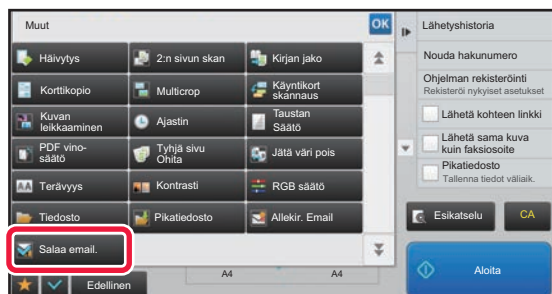 Muut
OK
Häivytys
2:n sivun skan
Kirjan jako
Korttikopio
Multicrop
Käyntikort
skannaus
Kuvan
leikkaaminen
Ajastin
Taustan
Säätö
PDF vino-
säätö
Tyhjä sivu
Ohita
Jätä väri pois
AA
Terävyys
Kontrasti
RGB säätö
Tiedosto
Pikatiedosto
Allekir. Email
Salaa email.
Edellinen
A4
A4
Lähetyshistoria
Nouda hakunumero
Ohjelman rekisteröinti
Rekisteröi nykyiset asetukset
Lähetä kohteen linkki
Lähetä sama kuva
kuin faksiosoite
Pikatiedosto
Tallenna tiedot väliaik.
Esikatselu
CA
Aloita